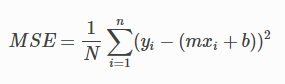 MSE = \frac{1}{N} \sum_{i=1}^{n} (y_i - (mx_i + b))^2